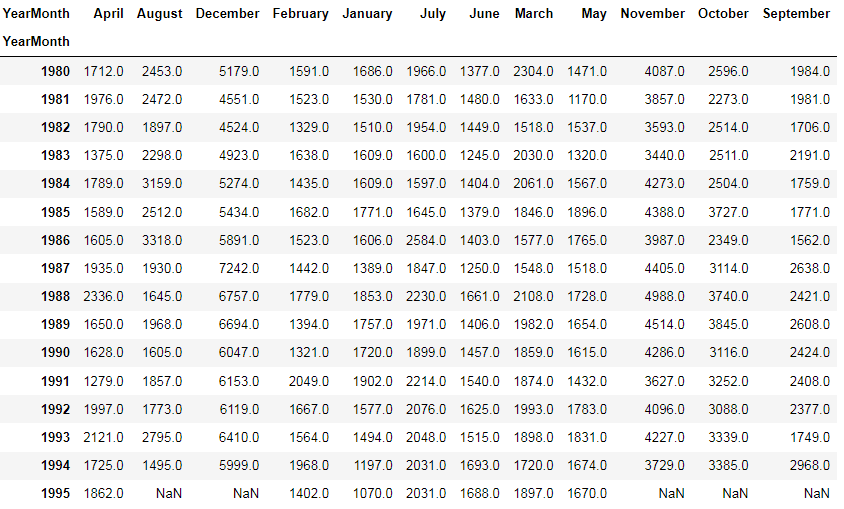 YearMonth April August December February January July June March May November October September
YearMonth
1980 1712.0 2453.0 5179.0 1591.0 1686.0 1966.0 1377.0 2304.0 1471.0 4087.0 2596.0 1984.0
1981 1976.0 2472.0 4551.0 1523.0 1530.0 1781.0 1480.0 1633.0 1170.0 3857.0 2273.0 1981.0
1982 1790.0 1897.0 4524.0 1329.0 1510.0 1954.0 1449.0 1518.0 1537.0 3593.0 2514.0 1706.0
1983 1375.0 2298.0 4923.0 1638.0 1609.0 1600.0 1245.0 2030.0 1320.0 3440.0 2511.0 2191.0
1984 1789.0 3159.0 5274.0 1435.0 1609.0 1597.0 1404.0 2061.0 1567.0 4273.0 2504.0 1759.0
1985 1589.0 2512.0 5434.0 1682.0 1771.0 1645.0 1379.0 1846.0 1896.0 4388.0 3727.0 1771.0
1986 1605.0 3318.0 5891.0 1523.0 1606.0 2584.0 1403.0 1577.0 1765.0 3987.0 2349.0 1562.0
1987 1935.0 1930.0 7242.0 1442.0 1389.0 1847.0 1250.0 1548.0 1518.0 4405.0 3114.0 2638.0
1988 2336.0 1645.0 6757.0 1779.0 1853.0 2230.0 1661.0 2108.0 1728.0 4988.0 3740.0 2421.0
1989 1650.0 1968.0 6694.0 1394.0 1757.0 1971.0 1406.0 1982.0 1654.0 4514.0 3845.0 2608.0
1990 1628.0 1605.0 6047.0 1321.0 1720.0 1899.0 1457.0 1859.0 1615.0 4286.0 3116.0 2424.0
1991 1279.0 1857.0 6153.0 2049.0 1902.0 2214.0 1540.0 1874.0 1432.0 3627.0 3252.0 2408.0
1992 1997.0 1773.0 6119.0 1667.0 1577.0 2076.0 1625.0 1993.0 1783.0 4096.0 3088.0 2377.0
1993 2121.0 2795.0 6410.0 1564.0 1494.0 2048.0 1515.0 1898.0 1831.0 4227.0 3339.0 1749.0
1994 1725.0 1495.0 5999.0 1968.0 1197.0 2031.0 1693.0 1720.0 1674.0 3729.0 3385.0 2968.0
1995 1862.0 NaN NaN 1402.0 1070.0 2031.0 1688.0 1897.0 1670.0 NaN NaN NaN